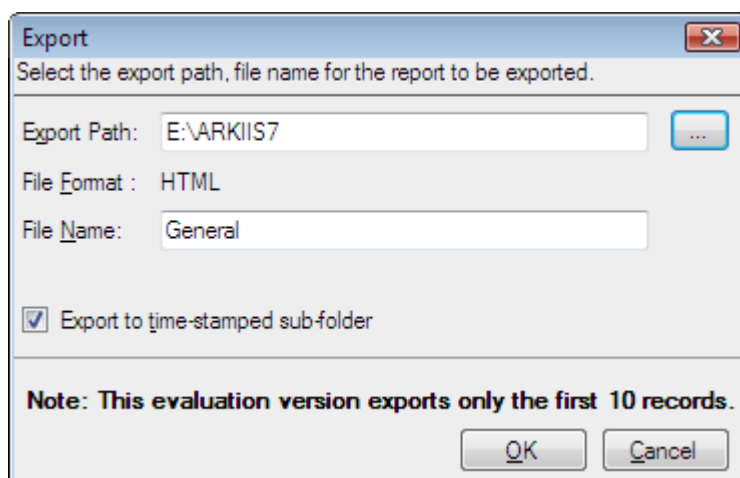 Export
Select the export path, file name for the report to be exported.
Export Path: E:\ARKIIS7 ...
File Format : HTML
File Name: General
Export to time-stamped sub-folder
Note: This evaluation version exports only the first 10 records.
OK Cancel